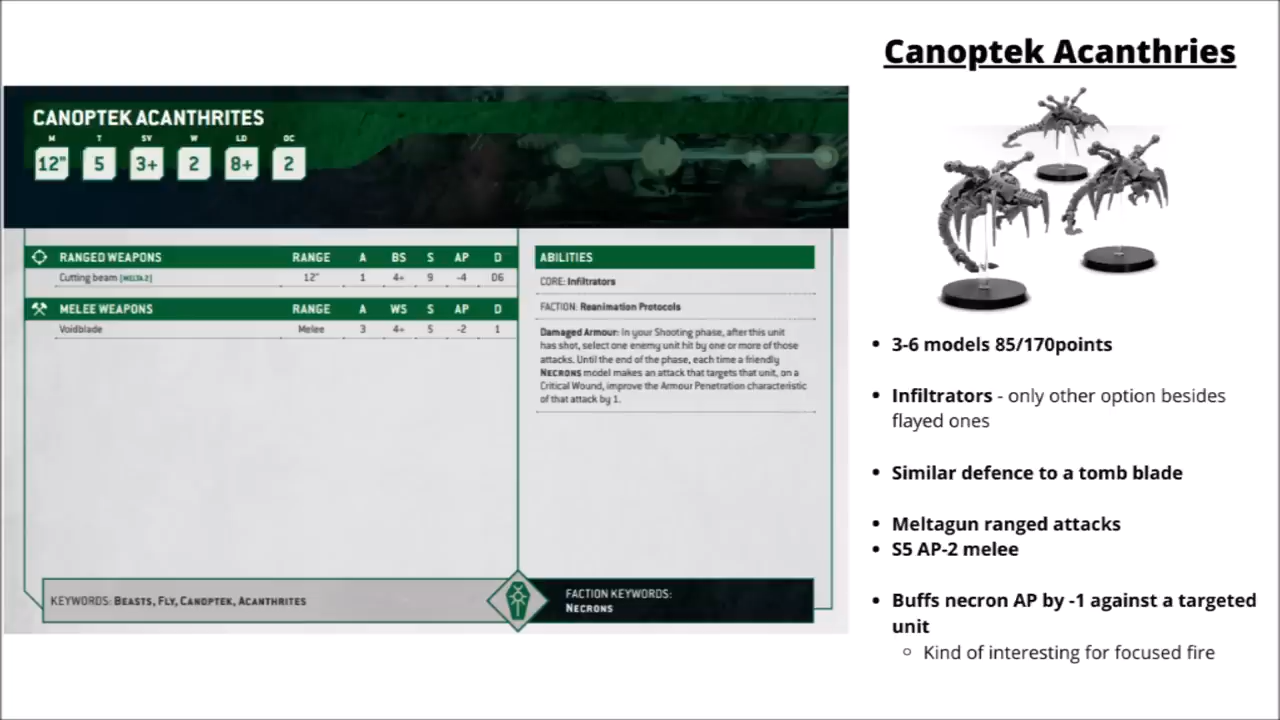 Canoptek Acanthries
CANOPTEK ACANTHRITES
M T SV W LD OC
12" 5 3+ 2 8+ 2
RANGED WEAPONS RANGE A BS S AP D
Cutting beam [MELTA 2] 12" 1 4+ 9 -4 D6
MELEE WEAPONS RANGE A WS S AP D
Voidblade Melee 3 4+ 5 -2 1
ABILITIES
CORE: Infiltrators
FACTION: Reanimation Protocols
Damaged Armour: In your Shooting phase, after this unit
has shot, select one enemy unit hit by one or more of those
attacks. Until the end of the phase, each time a friendly
NECRONS model makes an attack that targets that unit, on a
Critical Wound, improve the Armour Penetration characteristic
of that attack by 1.
KEYWORDS: BEASTS, FLY, CANOPTEK, ACANTHRITES
FACTION KEYWORDS:
NECRONS
• 3-6 models 85/170points
• Infiltrators - only other option besides
flayed ones
• Similar defence to a tomb blade
• Meltagun ranged attacks
• S5 AP-2 melee
• Buffs necron AP by -1 against a targeted
unit
◦ Kind of interesting for focused fire